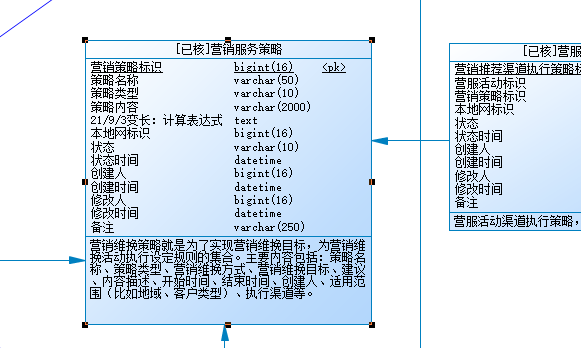 [已核]营销服务策略
营销策略标识 bigint(16) <pk>
策略名称 varchar(50)
策略类型 varchar(10)
策略内容 varchar(2000)
21/9/3变长: 计算表达式 text
本地网标识 bigint(16)
状态 varchar(10)
状态时间 datetime
创建人 bigint(16)
创建时间 datetime
修改人 bigint(16)
修改时间 datetime
备注 varchar(250)
营销维挽策略就是为了实现营销维挽目标，为营销维
挽活动执行设定规则的集合。主要内容包括：策略名
称、策略类型、营销维挽方式、营销维挽目标、建议
、内容描述、开始时间、结束时间、创建人、适用范
围（比如地域、客户类型）、执行渠道等。
[已核]营服
营销推荐渠道执行策略标
营服活动标识
营销策略标识
本地网标识
状态
状态时间
创建人
创建时间
修改人
修改时间
备注
营服活动渠道执行策略，